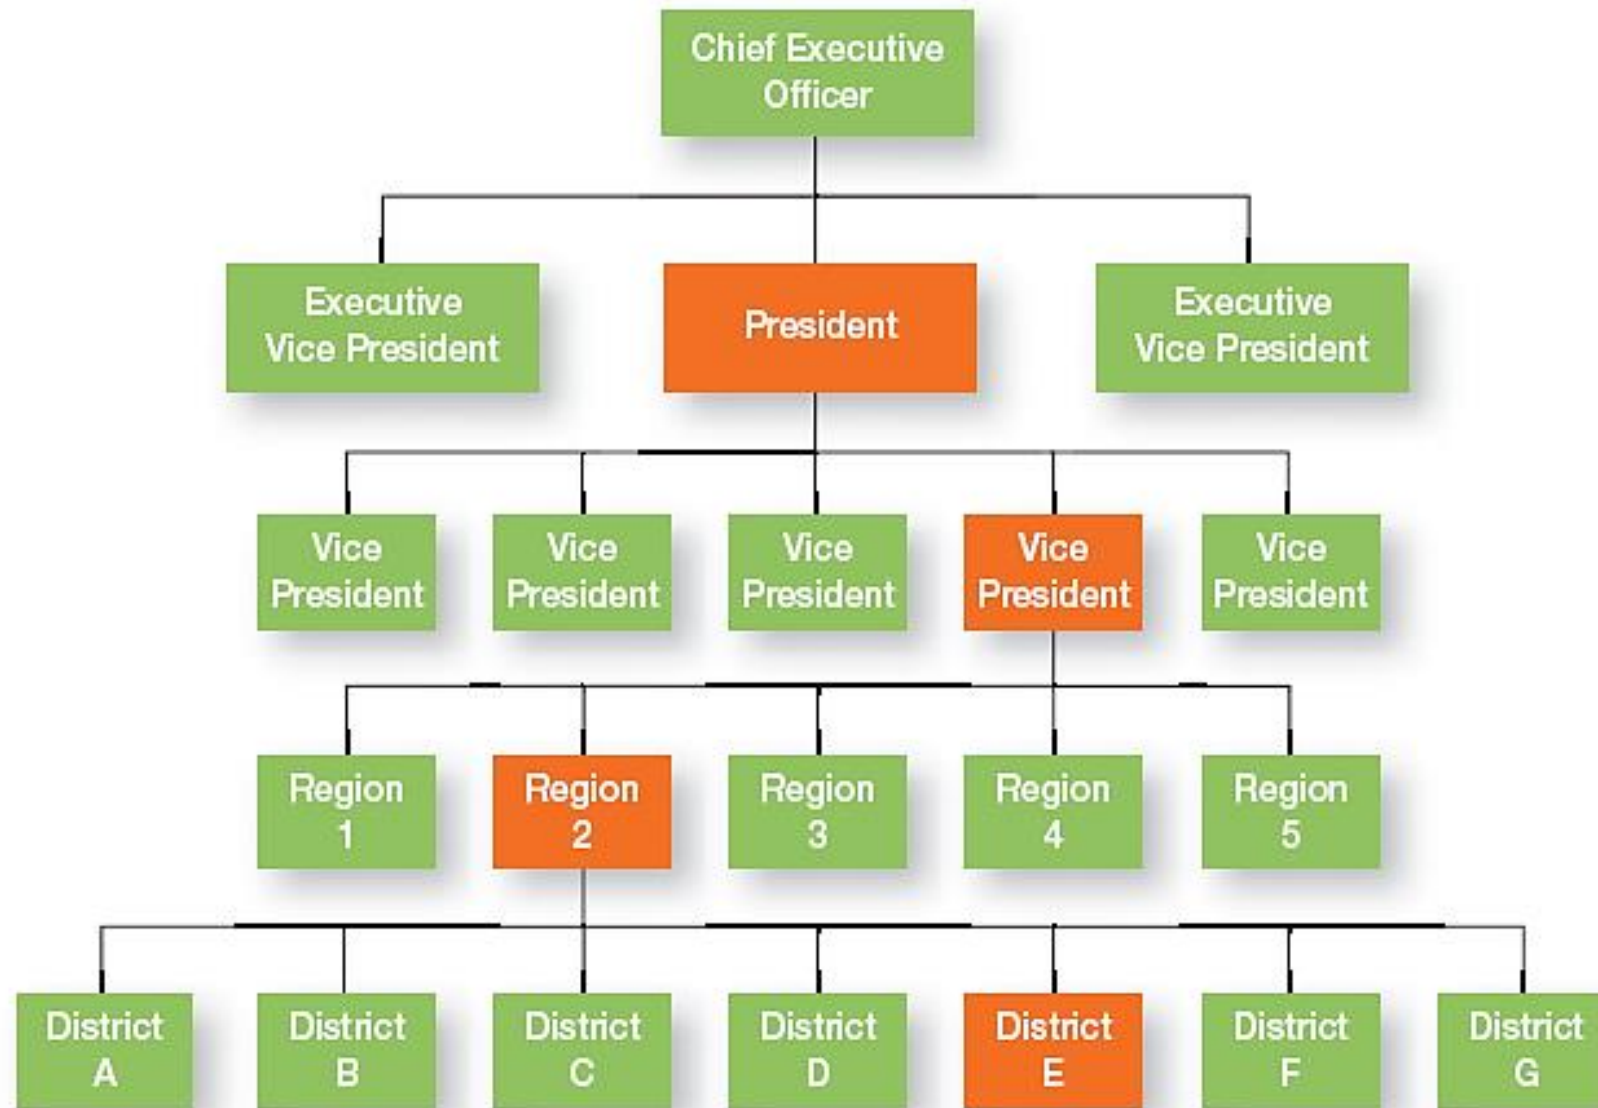 Chief Executive
Officer
Executive
Vice President
President
Executive
Vice President
Vice
President
Vice
President
Vice
President
Vice
President
Vice
President
Region
1
Region
2
Region
3
Region
4
Region
5
District
A
District
B
District
C
District
D
District
E
District
F
District
G